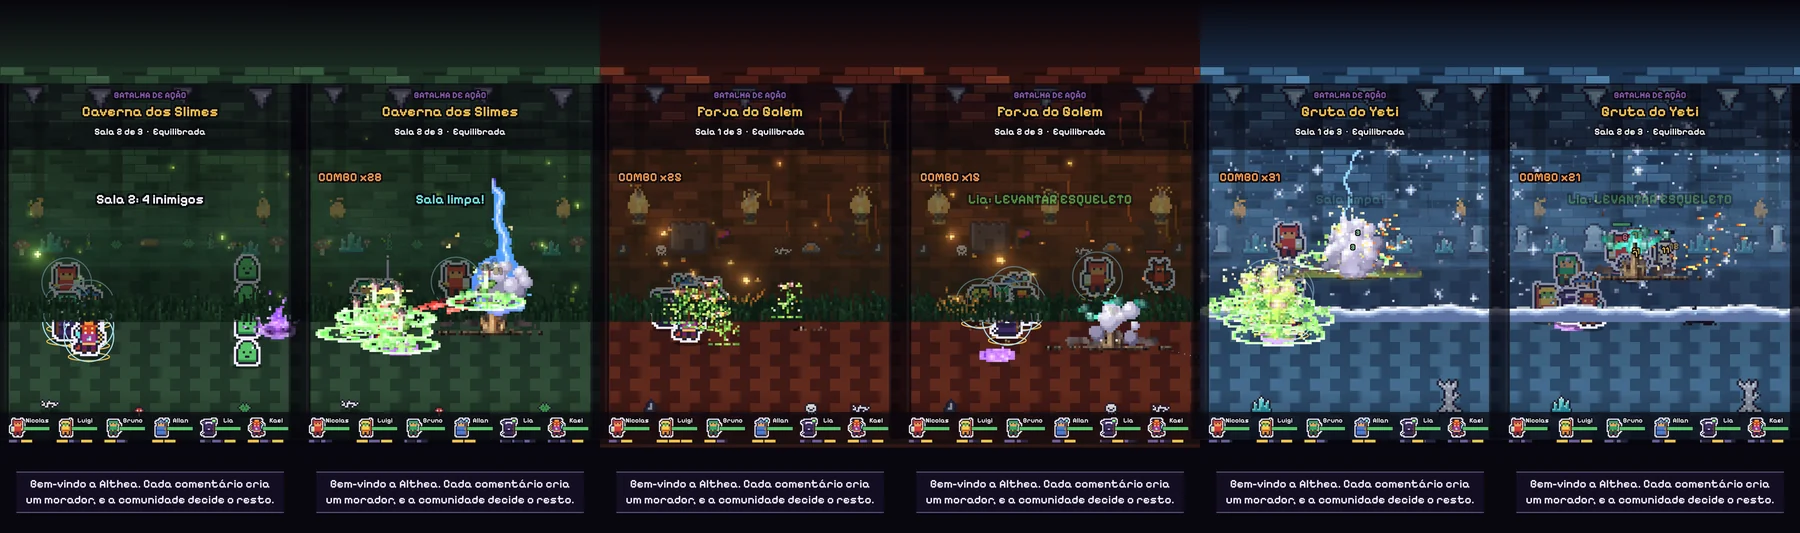 BATALHA DE AÇÃO
Caverna dos Slimes
Sala 2 de 3 · Equilibrada
Sala 2: 4 inimigos
Nicolas Luigi Bruno Allan Lia Kael
Bem-vindo a Althea. Cada comentário cria
um morador, e a comunidade decide o resto.
BATALHA DE AÇÃO
Caverna dos Slimes
Sala 2 de 3 · Equilibrada
COMBO x28
Sala limpa!
Nicolas Luigi Bruno Allan Lia Kael
Bem-vindo a Althea. Cada comentário cria
um morador, e a comunidade decide o resto.
BATALHA DE AÇÃO
Forja do Golem
Sala 1 de 3 · Equilibrada
COMBO x25
Nicolas Luigi Bruno Allan Lia Kael
Bem-vindo a Althea. Cada comentário cria
um morador, e a comunidade decide o resto.
BATALHA DE AÇÃO
Forja do Golem
Sala 2 de 3 · Equilibrada
COMBO x15
Lia: LEVANTAR ESQUELETO
Nicolas Luigi Bruno Allan Lia Kael
Bem-vindo a Althea. Cada comentário cria
um morador, e a comunidade decide o resto.
BATALHA DE AÇÃO
Gruta do Yeti
Sala 1 de 3 · Equilibrada
COMBO x31
Sala limpa!
Nicolas Luigi Bruno Allan Lia Kael
Bem-vindo a Althea. Cada comentário cria
um morador, e a comunidade decide o resto.
BATALHA DE AÇÃO
Gruta do Yeti
Sala 2 de 3 · Equilibrada
COMBO x21
Lia: LEVANTAR ESQUELETO
Nicolas Luigi Bruno Allan Lia Kael
Bem-vindo a Althea. Cada comentário cria
um morador, e a comunidade decide o resto.